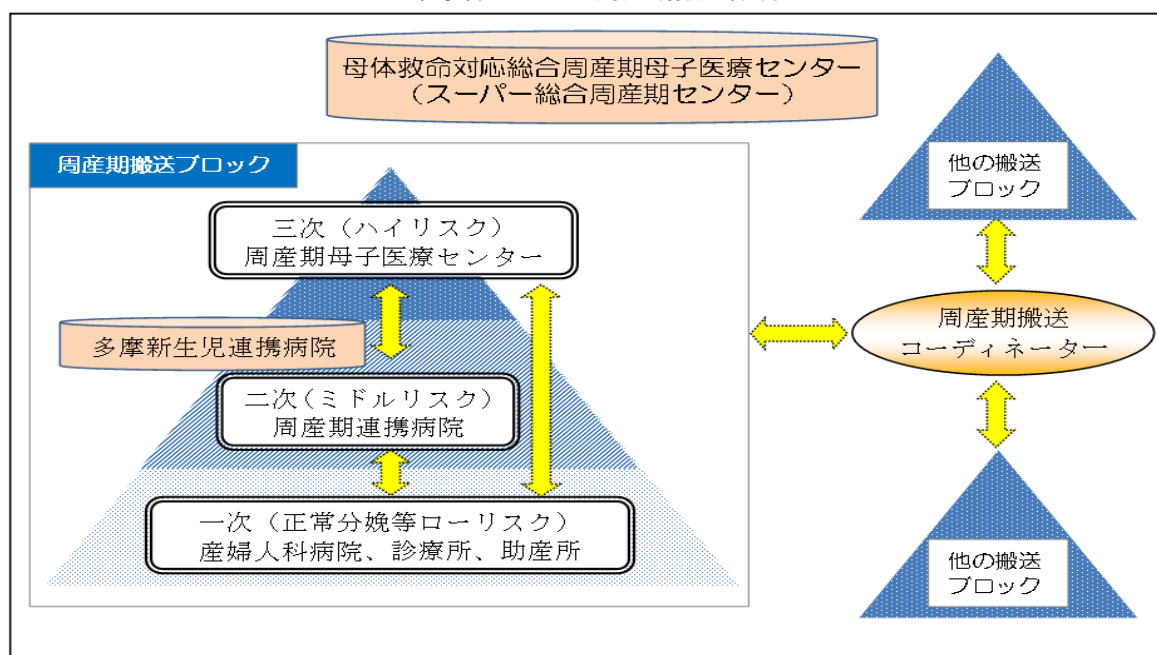 母体救命対応総合周産期母子医療センター
（スーパー総合周産期センター）
周産期搬送ブロック
三次（ハイリスク）
周産期母子医療センター
多摩新生児連携病院
二次（ミドルリスク）
周産期連携病院
一次（正常分娩等ローリスク）
産婦人科病院、診療所、助産所
他の搬送
ブロック
周産期搬送
コーディネーター
他の搬送
ブロック